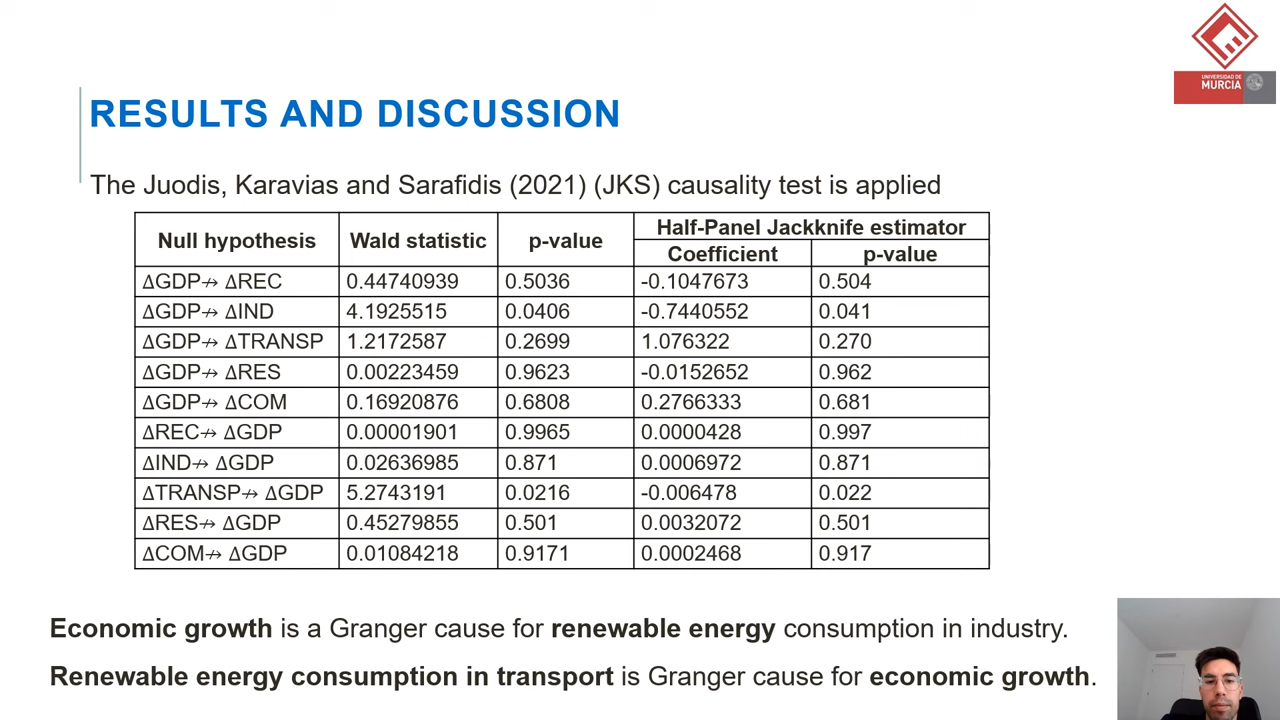 UNIVERSIDAD DE
MURCIA
RESULTS AND DISCUSSION
The Juodis, Karavias and Sarafidis (2021) (JKS) causality test is applied
Null hypothesis Wald statistic p-value Half-Panel Jackknife estimator
Coefficient p-value
ΔGDP↛ ΔREC 0.44740939 0.5036 -0.1047673 0.504
ΔGDP↛ ΔIND 4.1925515 0.0406 -0.7440552 0.041
ΔGDP↛ ΔTRANSP 1.2172587 0.2699 1.076322 0.270
ΔGDP↛ ΔRES 0.00223459 0.9623 -0.0152652 0.962
ΔGDP↛ ΔCOM 0.16920876 0.6808 0.2766333 0.681
ΔREC↛ ΔGDP 0.00001901 0.9965 0.0000428 0.997
ΔIND↛ ΔGDP 0.02636985 0.871 0.0006972 0.871
ΔTRANSP↛ ΔGDP 5.2743191 0.0216 -0.006478 0.022
ΔRES↛ ΔGDP 0.45279855 0.501 0.0032072 0.501
ΔCOM↛ ΔGDP 0.01084218 0.9171 0.0002468 0.917
Economic growth is a Granger cause for renewable energy consumption in industry.
Renewable energy consumption in transport is Granger cause for economic growth.